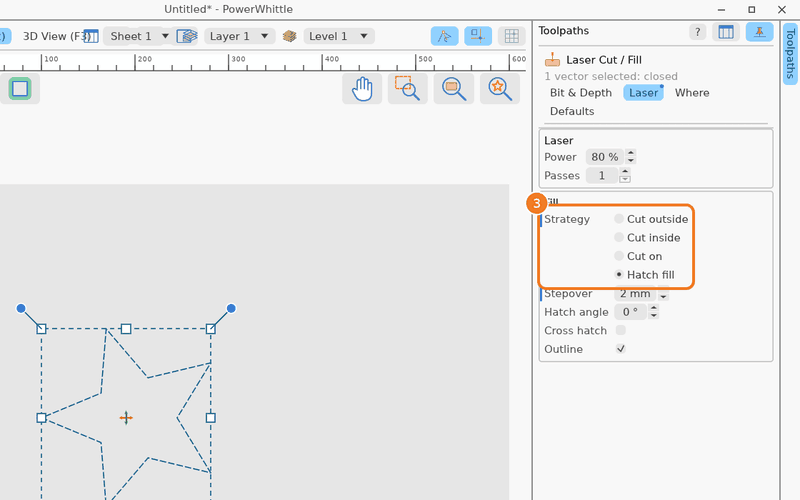 Untitled* - PowerWhittle
3D View (F3)
Sheet 1
Layer 1
Level 1
100
200
300
400
500
600
Toolpaths
?
Toolpaths
Laser Cut / Fill
1 vector selected: closed
Bit & Depth
Laser
Where
Defaults
Laser
Power
80 %
Passes
1
3
Strategy
Cut outside
Cut inside
Cut on
Hatch fill
Stepover
2 mm
Hatch angle
0 °
Cross hatch
Outline